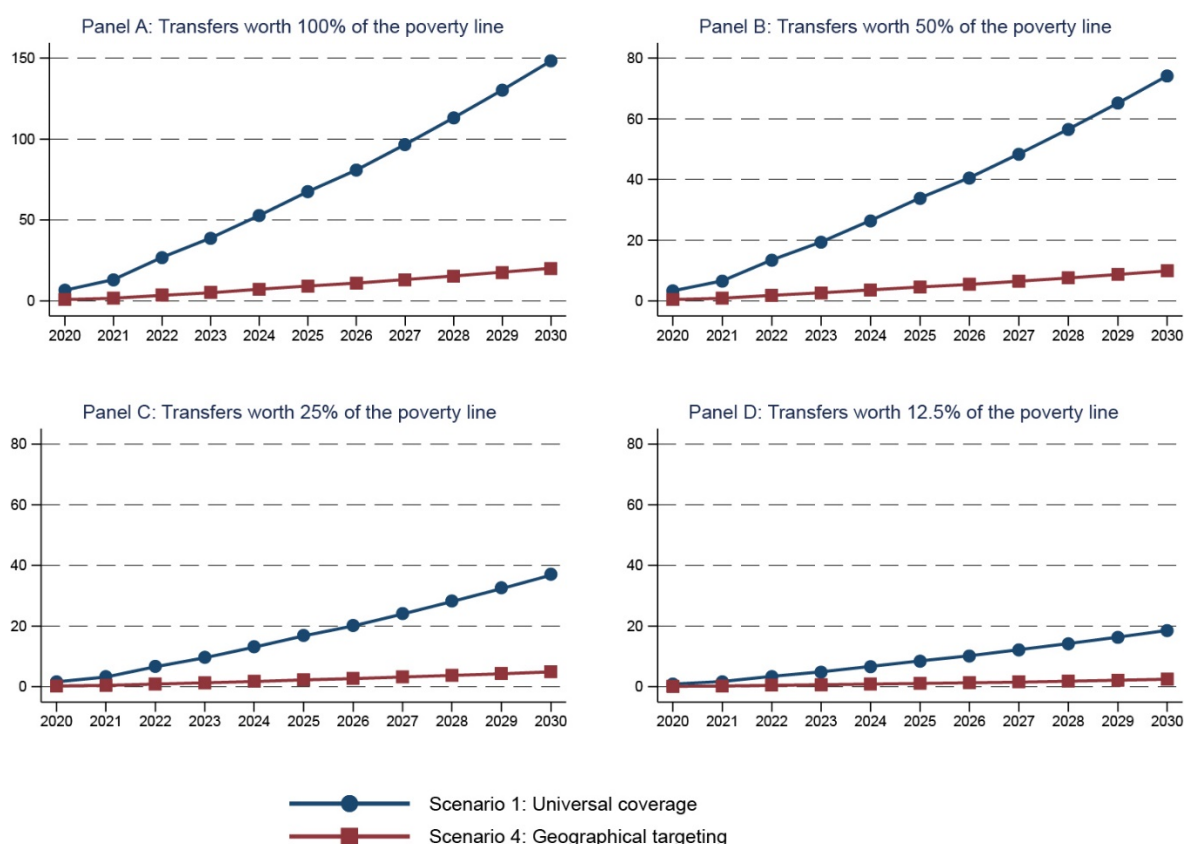 Panel A: Transfers worth 100% of the poverty line
150
100
50
0
2020 2021 2022 2023 2024 2025 2026 2027 2028 2029 2030
Panel B: Transfers worth 50% of the poverty line
80
60
40
20
0
2020 2021 2022 2023 2024 2025 2026 2027 2028 2029 2030
Panel C: Transfers worth 25% of the poverty line
80
60
40
20
0
2020 2021 2022 2023 2024 2025 2026 2027 2028 2029 2030
Panel D: Transfers worth 12.5% of the poverty line
80
60
40
20
0
2020 2021 2022 2023 2024 2025 2026 2027 2028 2029 2030
Scenario 1: Universal coverage
Scenario 4: Geographical targeting